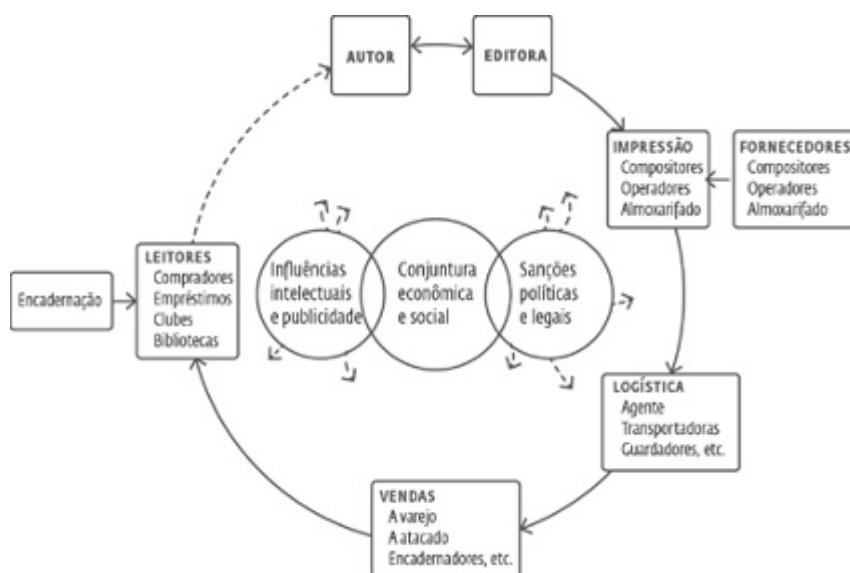 AUTOR
EDITORA
IMPRESSÃO
Compositores
Operadores
Almoxarifado
FORNECEDORES
Compositores
Operadores
Almoxarifado
LEITORES
Compradores
Empréstimos
Clubes
Bibliotecas
Encadernação
Influências
intelectuais
e publicidade
Conjuntura
econômica
e social
Sanções
políticas
e legais
LOGÍSTICA
Agente
Transportadoras
Guardadores, etc.
VENDAS
A varejo
A atacado
Encadernadores, etc.